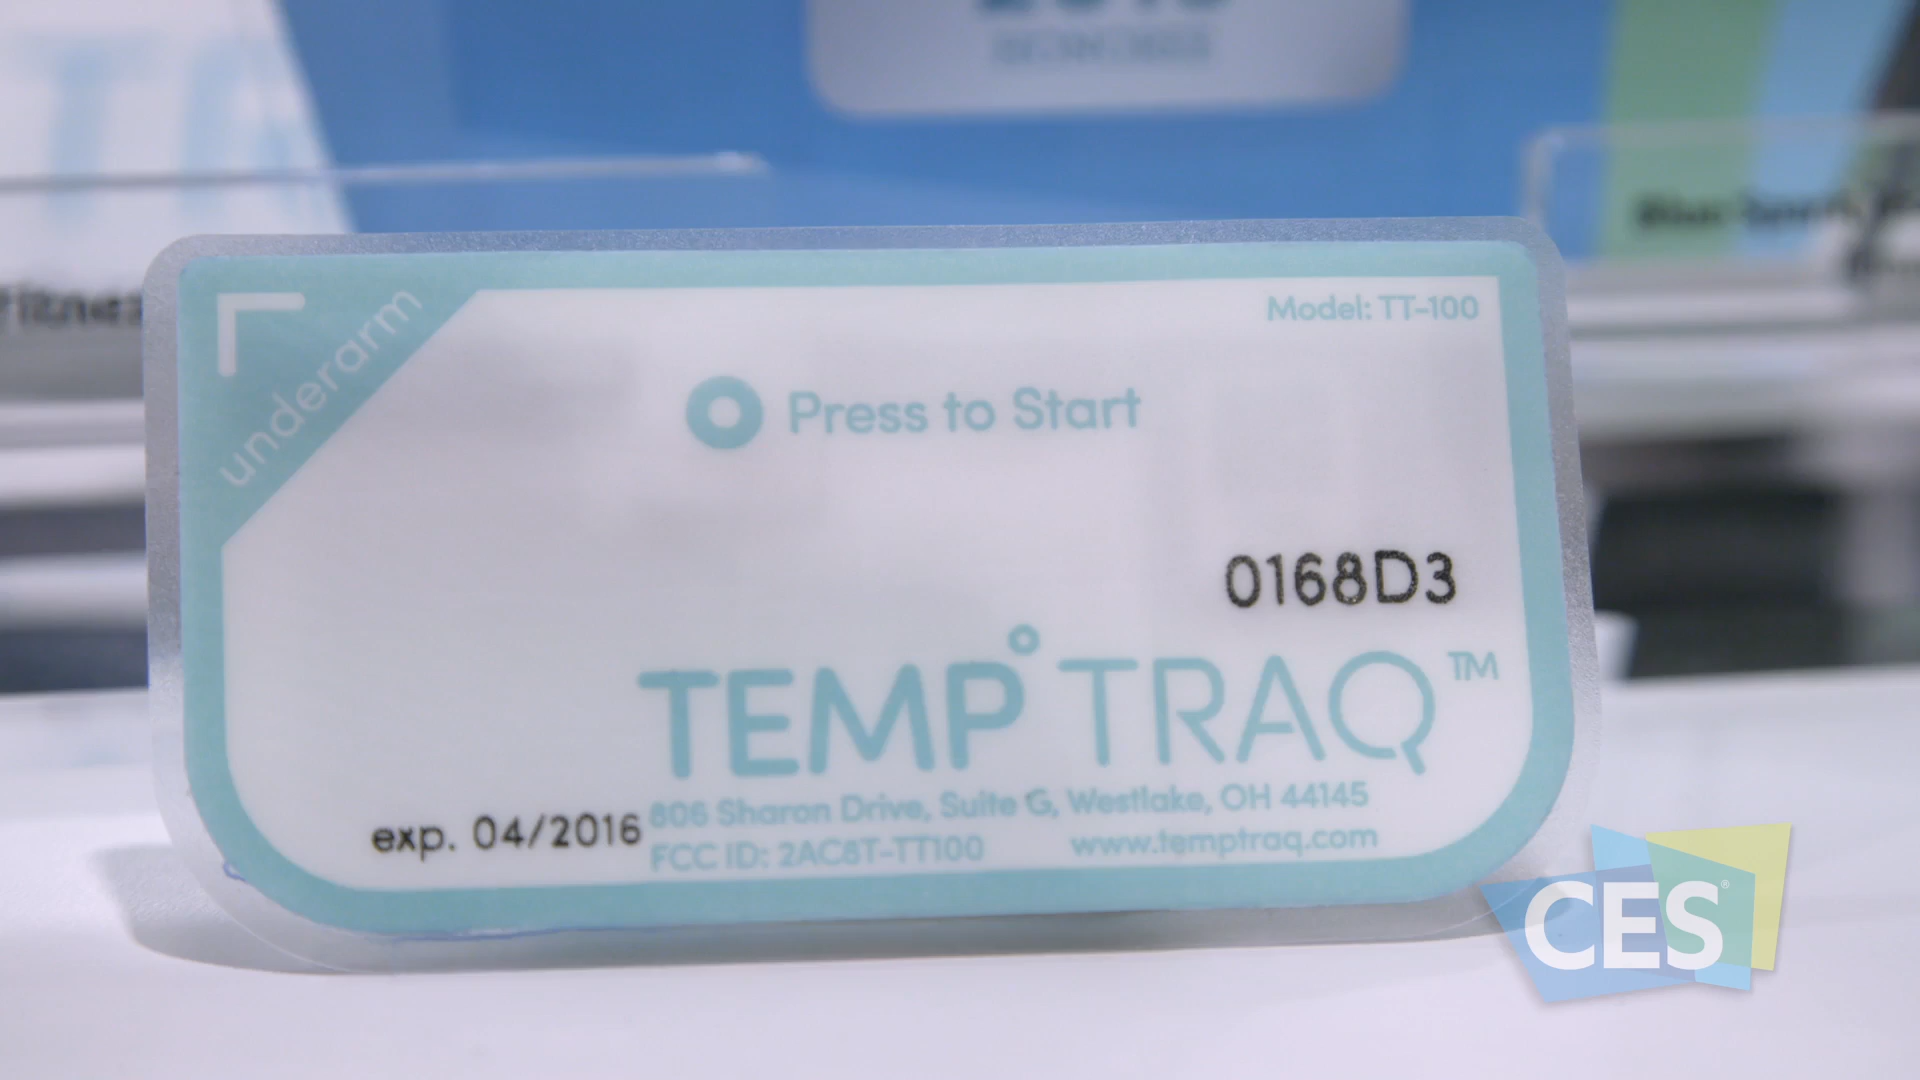 underarm
Model: TT-100
Press to Start
0168D3
TEMP° TRAQ™
806 Sharon Drive, Suite G, Westlake, OH 44145
exp. 04/2016
FCC ID: 2AC8T-TT100 www.temptraq.com
CES®